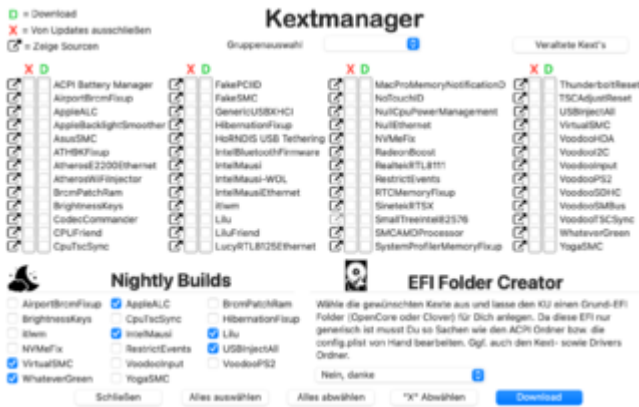 D = Download
X = Von Updates ausschließen
= Zeige Sourcen
Kextmanager
Gruppenauswahl
Veraltete Kext's
X D
ACPI Battery Manager
AirportBrcmFixup
AppleALC
AppleBacklightSmoother
AsusSMC
ATH9KFixup
AtherosE2200Ethernet
AtherosWiFiInjector
BrcmPatchRam
BrightnessKeys
CodecCommander
CPUFriend
CpuTscSync
X D
FakePCIID
FakeSMC
GenericUSBXHCI
HibernationFixup
HoRNDIS USB Tethering
IntelBluetoothFirmware
IntelMausi
IntelMausi-WOL
IntelMausiEthernet
itlwm
Lilu
LiluFriend
LucyRTL8125Ethernet
X D
MacProMemoryNotificationD
NoTouchID
NullCpuPowerManagement
NullEthernet
NVMeFix
RadeonBoost
RealtekRTL8111
RestrictEvents
RTCMemoryFixup
SinetekRTSX
SmallTreeIntel82576
SMCAMDProcessor
SystemProfilerMemoryFixup
X D
ThunderboltReset
TSCAdjustReset
USBInjectAll
VirtualSMC
VoodooHDA
VoodooI2C
VoodooInput
VoodooPS2
VoodooSDHC
VoodooSMBus
VoodooTSCSync
WhateverGreen
YogaSMC
Nightly Builds
AirportBrcmFixup AppleALC BrcmPatchRam
BrightnessKeys CpuTscSync HibernationFixup
itlwm IntelMausi Lilu
NVMeFix RestrictEvents USBInjectAll
VirtualSMC VoodooInput VoodooPS2
WhateverGreen YogaSMC
EFI Folder Creator
Wähle die gewünschten Kexte aus und lasse den KU einen Grund-EFI
Folder (OpenCore oder Clover) für Dich anlegen. Da diese EFI nur
generisch ist musst Du so Sachen wie den ACPI Ordner bzw. die
config.plist von Hand bearbeiten. Ggf. auch den Kext- sowie Drivers
Ordner.
Nein, danke
Schließen Alles auswählen Alles abwählen "X" Abwählen Download